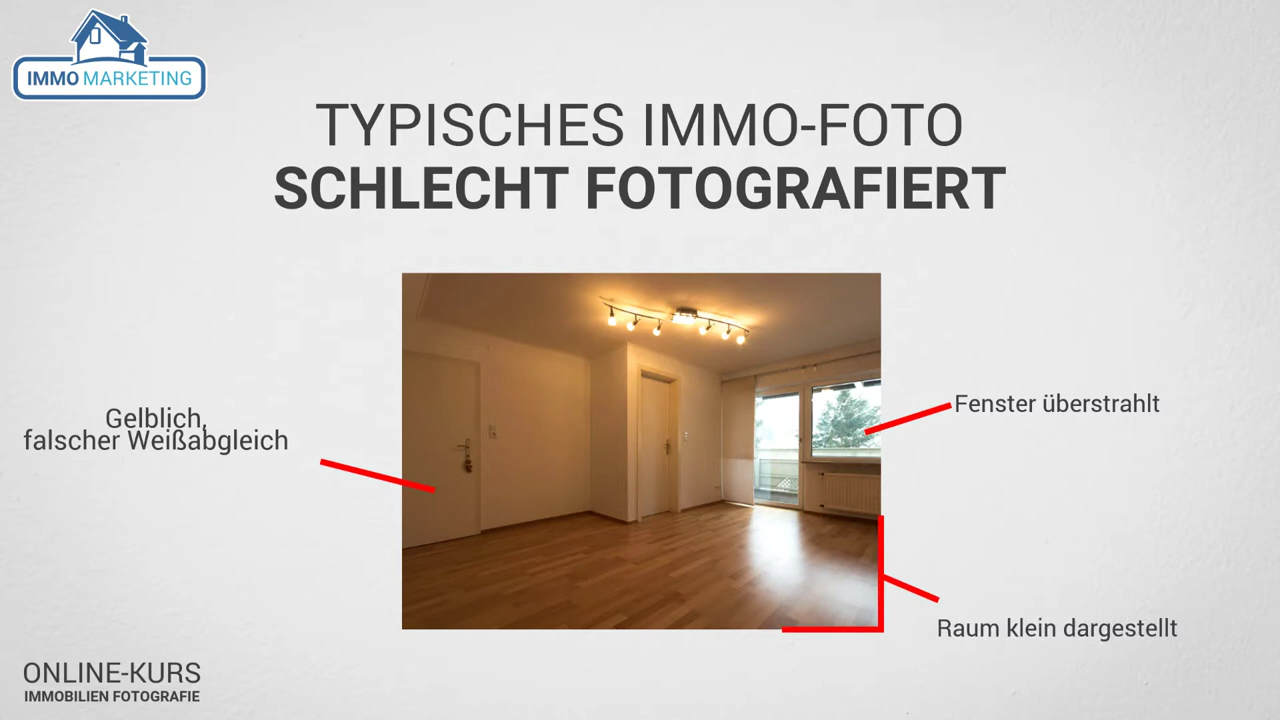 IMMO MARKETING
TYPISCHES IMMO-FOTO
SCHLECHT FOTOGRAFIERT
Gelblich,
falscher Weißabgleich
Fenster überstrahlt
Raum klein dargestellt
ONLINE-KURS
IMMOBILIEN FOTOGRAFIE